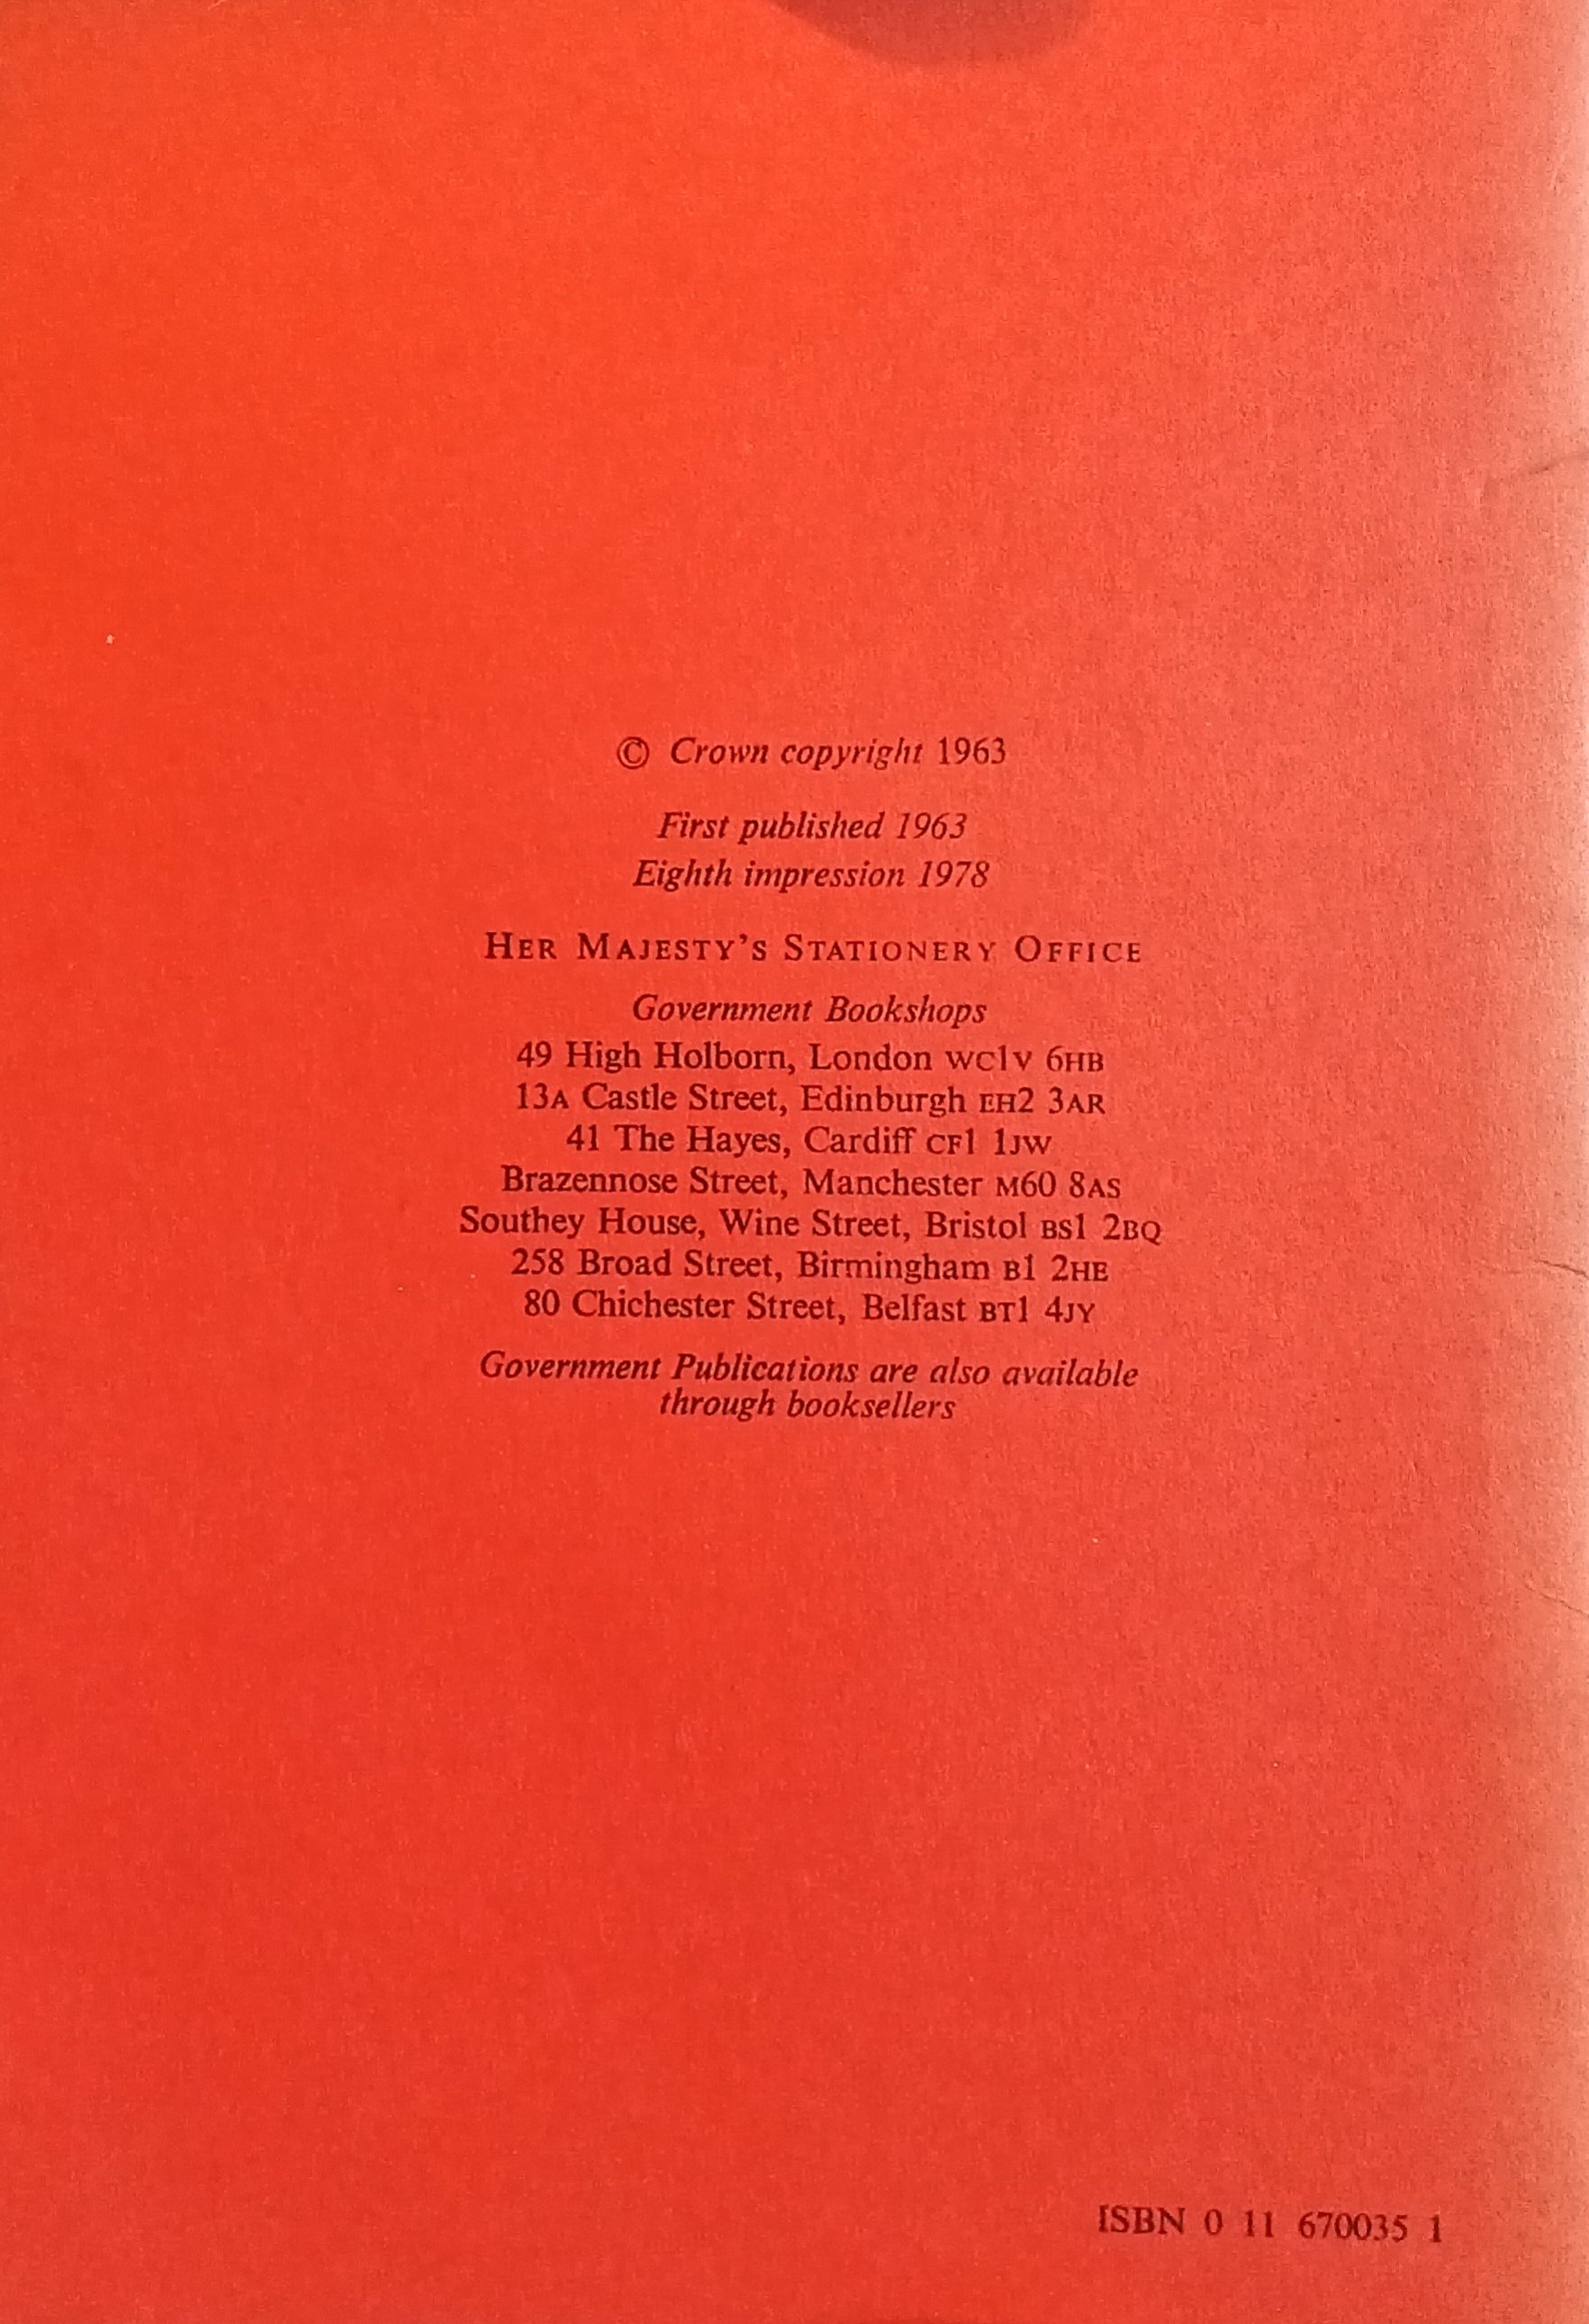 © Crown copyright 1963
First published 1963
Eighth impression 1978
HER MAJESTY'S STATIONERY OFFICE
Government Bookshops
49 High Holborn, London WC1V 6HB
13A Castle Street, Edinburgh EH2 3AR
41 The Hayes, Cardiff CF1 1JW
Brazennose Street, Manchester M60 8AS
Southey House, Wine Street, Bristol BS1 2BQ
258 Broad Street, Birmingham B1 2HE
80 Chichester Street, Belfast BT1 4JY
Government Publications are also available
through booksellers
ISBN 0 11 670035 1